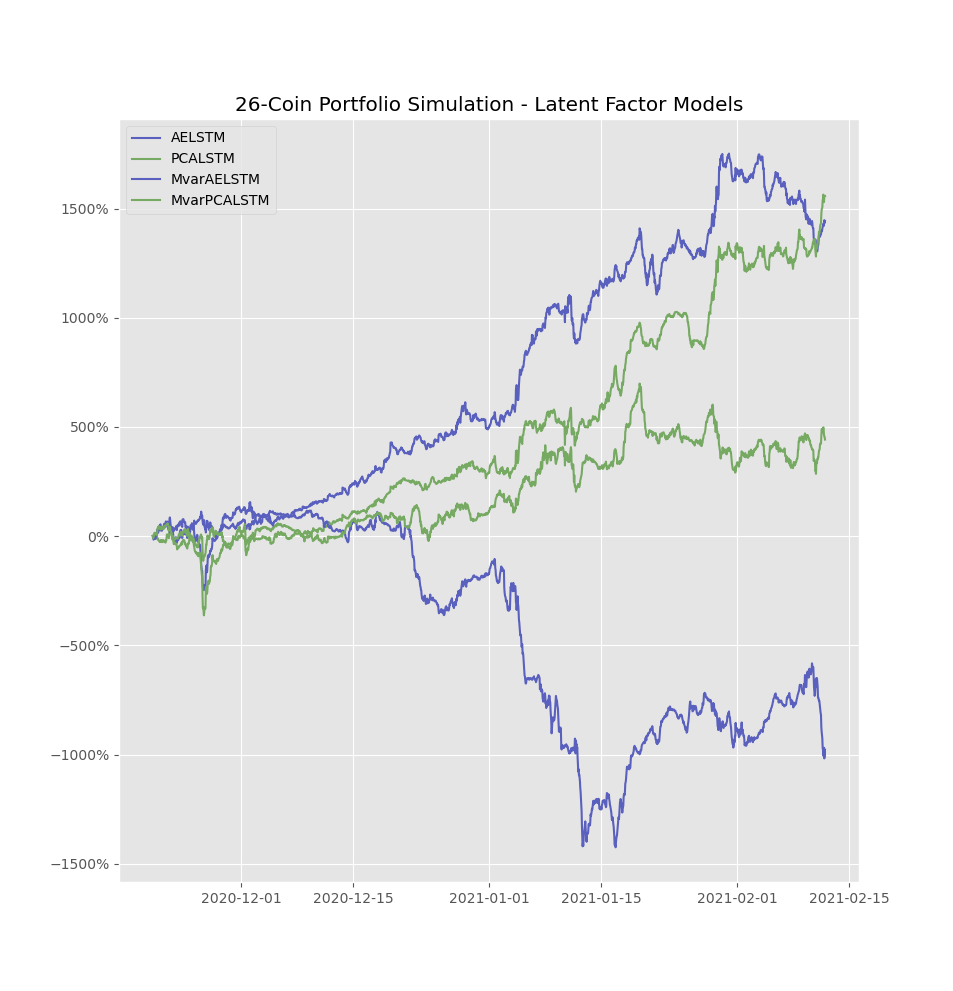 26-Coin Portfolio Simulation - Latent Factor Models
AELSTM
PCALSTM
MvarAELSTM
MvarPCALSTM
1500%
1000%
500%
0%
−500%
−1000%
−1500%
2020-12-01 2020-12-15 2021-01-01 2021-01-15 2021-02-01 2021-02-15